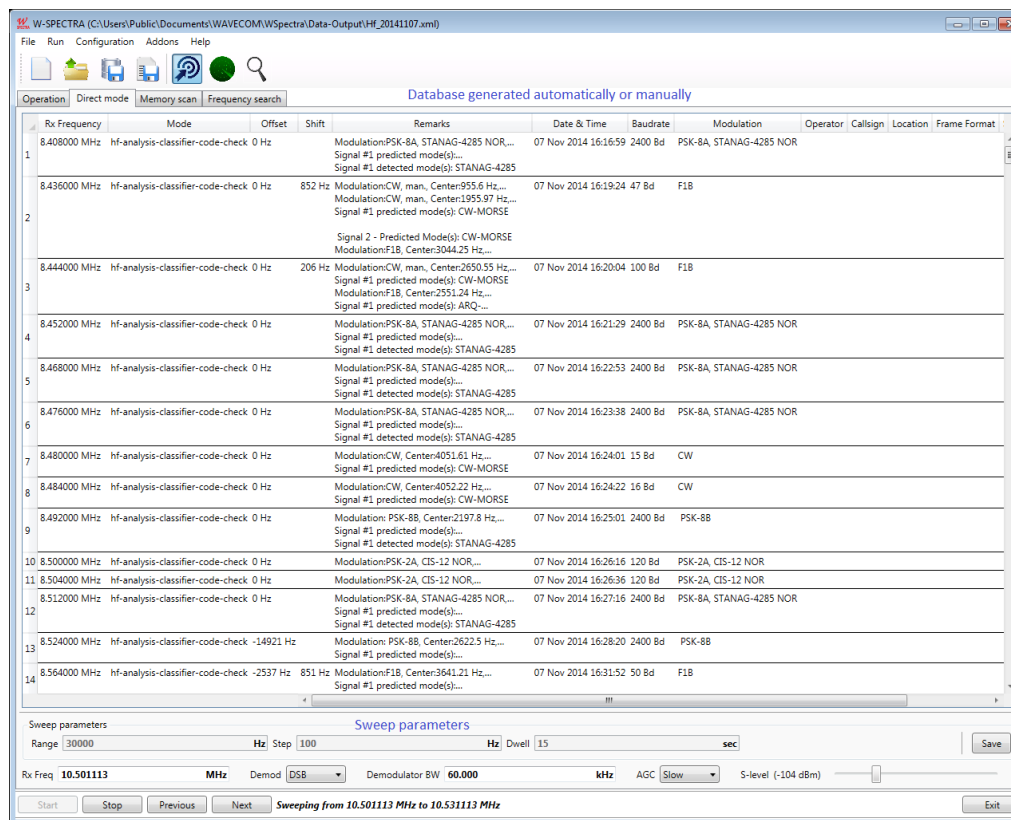 W-SPECTRA (C:\Users\Public\Documents\WAVECOM\WSpectra\Data-Output\Hf_20141107.xml)
File Run Configuration Addons Help
Operation Direct mode Memory scan Frequency search Database generated automatically or manually
Rx Frequency Mode Offset Shift Remarks Date & Time Baudrate Modulation Operator Callsign Location Frame Format
1 8.408000 MHz hf-analysis-classifier-code-check 0 Hz Modulation:PSK-8A, STANAG-4285 NOR,... 07 Nov 2014 16:16:59 2400 Bd PSK-8A, STANAG-4285 NOR
Signal #1 predicted mode(s):...
Signal #1 detected mode(s): STANAG-4285
2 8.436000 MHz hf-analysis-classifier-code-check 0 Hz 852 Hz Modulation:CW, man., Center:955.6 Hz,... 07 Nov 2014 16:19:24 47 Bd F1B
Modulation:CW, man., Center:1955.97 Hz,...
Signal #1 predicted mode(s): CW-MORSE
Signal 2 - Predicted Mode(s): CW-MORSE
Modulation:F1B, Center:3044.25 Hz,...
3 8.444000 MHz hf-analysis-classifier-code-check 0 Hz 206 Hz Modulation:CW, man., Center:2650.55 Hz,... 07 Nov 2014 16:20:04 100 Bd F1B
Signal #1 predicted mode(s): CW-MORSE
Modulation:F1B, Center:2551.24 Hz,...
Signal #1 predicted mode(s): ARQ-...
4 8.452000 MHz hf-analysis-classifier-code-check 0 Hz Modulation:PSK-8A, STANAG-4285 NOR,... 07 Nov 2014 16:21:29 2400 Bd PSK-8A, STANAG-4285 NOR
Signal #1 predicted mode(s):...
Signal #1 detected mode(s): STANAG-4285
5 8.468000 MHz hf-analysis-classifier-code-check 0 Hz Modulation:PSK-8A, STANAG-4285 NOR,... 07 Nov 2014 16:22:53 2400 Bd PSK-8A, STANAG-4285 NOR
Signal #1 predicted mode(s):...
Signal #1 detected mode(s): STANAG-4285
6 8.476000 MHz hf-analysis-classifier-code-check 0 Hz Modulation:PSK-8A, STANAG-4285 NOR,... 07 Nov 2014 16:23:38 2400 Bd PSK-8A, STANAG-4285 NOR
Signal #1 predicted mode(s):...
Signal #1 detected mode(s): STANAG-4285
7 8.480000 MHz hf-analysis-classifier-code-check 0 Hz Modulation:CW, Center:4051.61 Hz,... 07 Nov 2014 16:24:01 15 Bd CW
Signal #1 predicted mode(s): CW-MORSE
8 8.484000 MHz hf-analysis-classifier-code-check 0 Hz Modulation:CW, Center:4052.22 Hz,... 07 Nov 2014 16:24:22 16 Bd CW
Signal #1 predicted mode(s): CW-MORSE
9 8.492000 MHz hf-analysis-classifier-code-check 0 Hz Modulation: PSK-8B, Center:2197.8 Hz,... 07 Nov 2014 16:25:01 2400 Bd PSK-8B
Signal #1 predicted mode(s):...
Signal #1 detected mode(s): STANAG-4285
10 8.500000 MHz hf-analysis-classifier-code-check 0 Hz Modulation:PSK-2A, CIS-12 NOR,... 07 Nov 2014 16:26:16 120 Bd PSK-2A, CIS-12 NOR
11 8.504000 MHz hf-analysis-classifier-code-check 0 Hz Modulation:PSK-2A, CIS-12 NOR,... 07 Nov 2014 16:26:36 120 Bd PSK-2A, CIS-12 NOR
12 8.512000 MHz hf-analysis-classifier-code-check 0 Hz Modulation:PSK-8A, STANAG-4285 NOR,... 07 Nov 2014 16:27:16 2400 Bd PSK-8A, STANAG-4285 NOR
Signal #1 predicted mode(s):...
Signal #1 detected mode(s): STANAG-4285
13 8.524000 MHz hf-analysis-classifier-code-check -14921 Hz Modulation: PSK-8B, Center:2622.5 Hz,... 07 Nov 2014 16:28:20 2400 Bd PSK-8B
Signal #1 predicted mode(s):...
14 8.564000 MHz hf-analysis-classifier-code-check -2537 Hz 851 Hz Modulation:F1B, Center:3641.21 Hz,... 07 Nov 2014 16:31:52 50 Bd F1B
Signal #1 predicted mode(s):...
Sweep parameters Sweep parameters
Range 30000 Hz Step 100 Hz Dwell 15 sec Save
Rx Freq 10.501113 MHz Demod DSB Demodulator BW 60.000 kHz AGC Slow S-level (-104 dBm)
Start Stop Previous Next Sweeping from 10.501113 MHz to 10.531113 MHz Exit